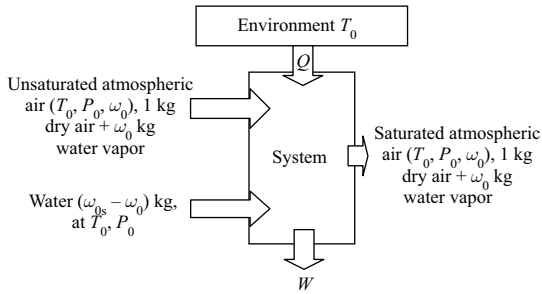 Environment T₀
Q
Unsaturated atmospheric
air (T₀, P₀, ω₀), 1 kg
dry air + ω₀ kg
water vapor
System
Saturated atmospheric
air (T₀, P₀, ω₀), 1 kg
dry air + ω₀ kg
water vapor
Water (ω₀ₛ – ω₀) kg,
at T₀, P₀
W